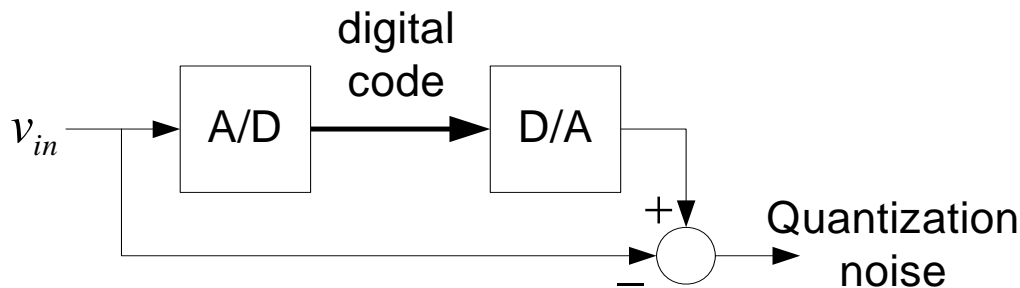 digital
code
v_in
A/D
D/A
+
−
Quantization
noise